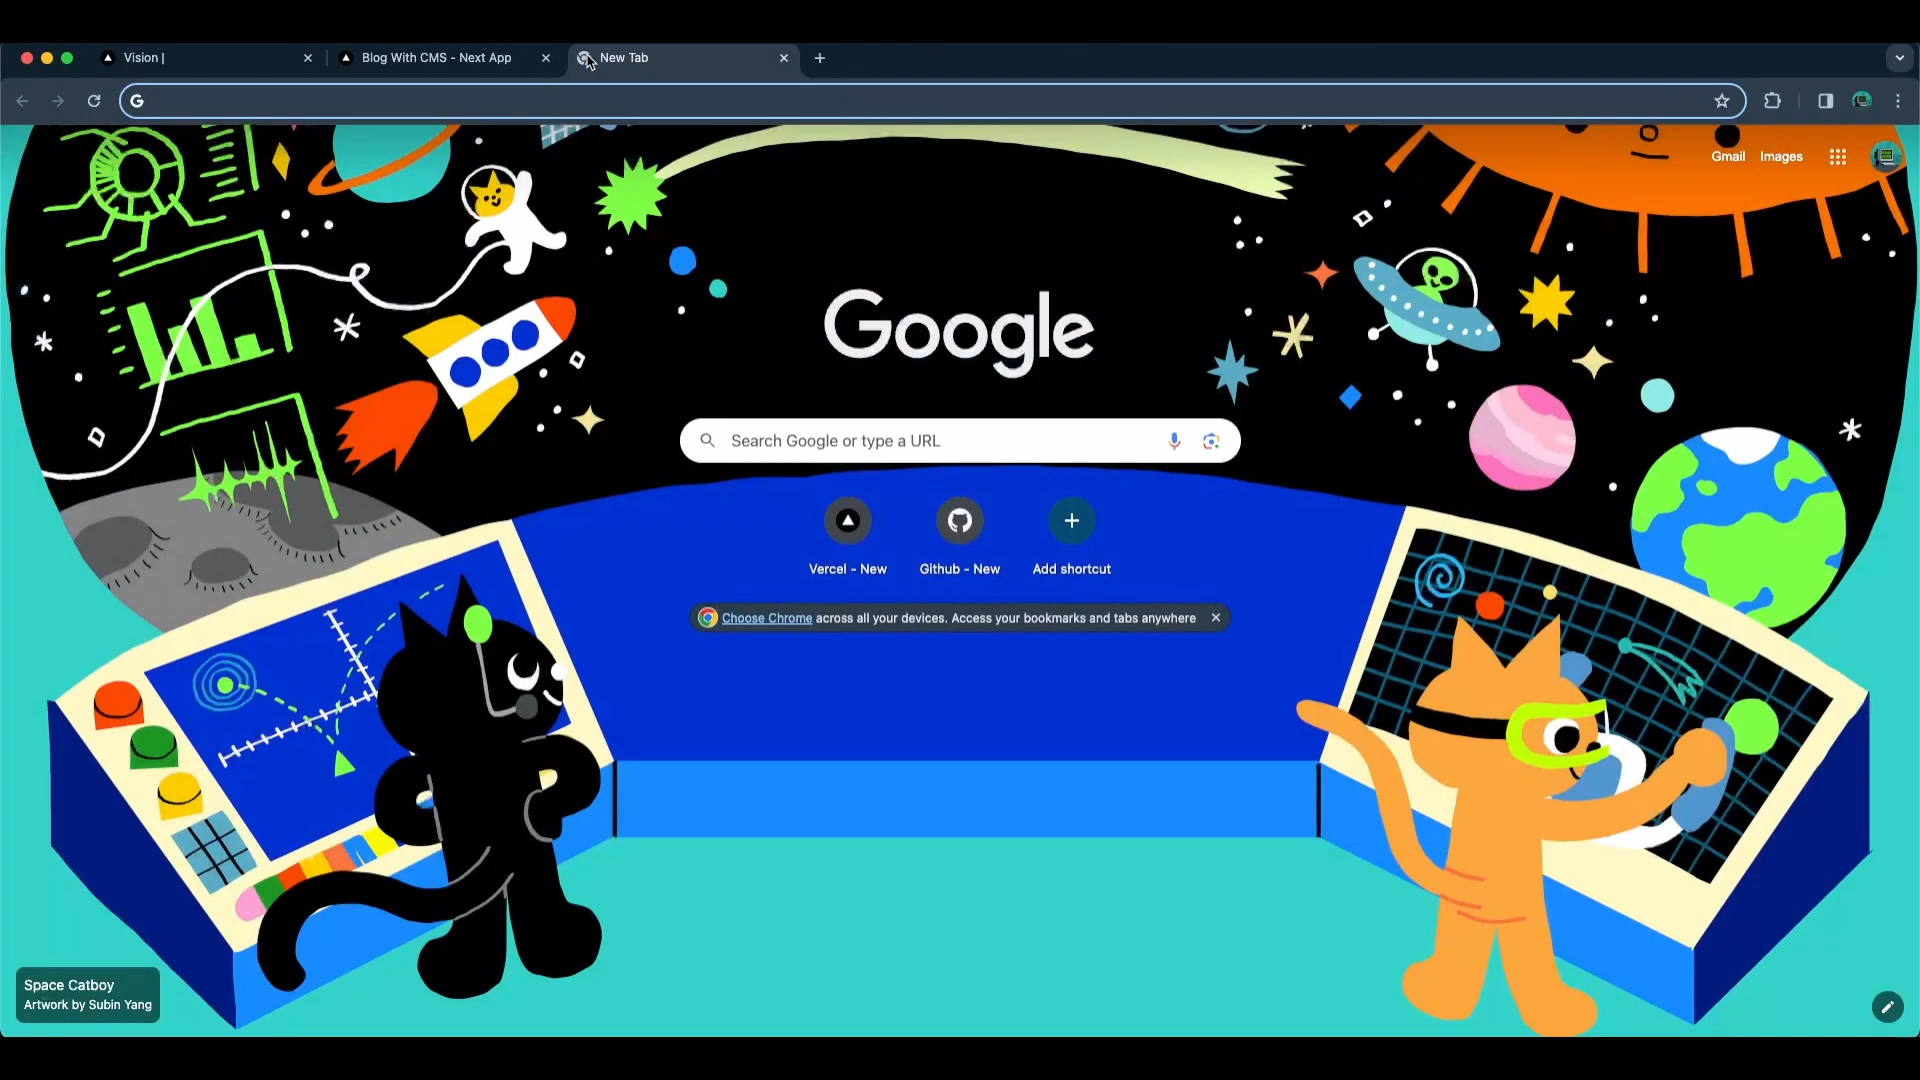 Vision |
Blog With CMS - Next App
New Tab
Gmail
Images
Google
Search Google or type a URL
Vercel - New
Github - New
Add shortcut
Choose Chrome across all your devices. Access your bookmarks and tabs anywhere
Space Catboy
Artwork by Subin Yang